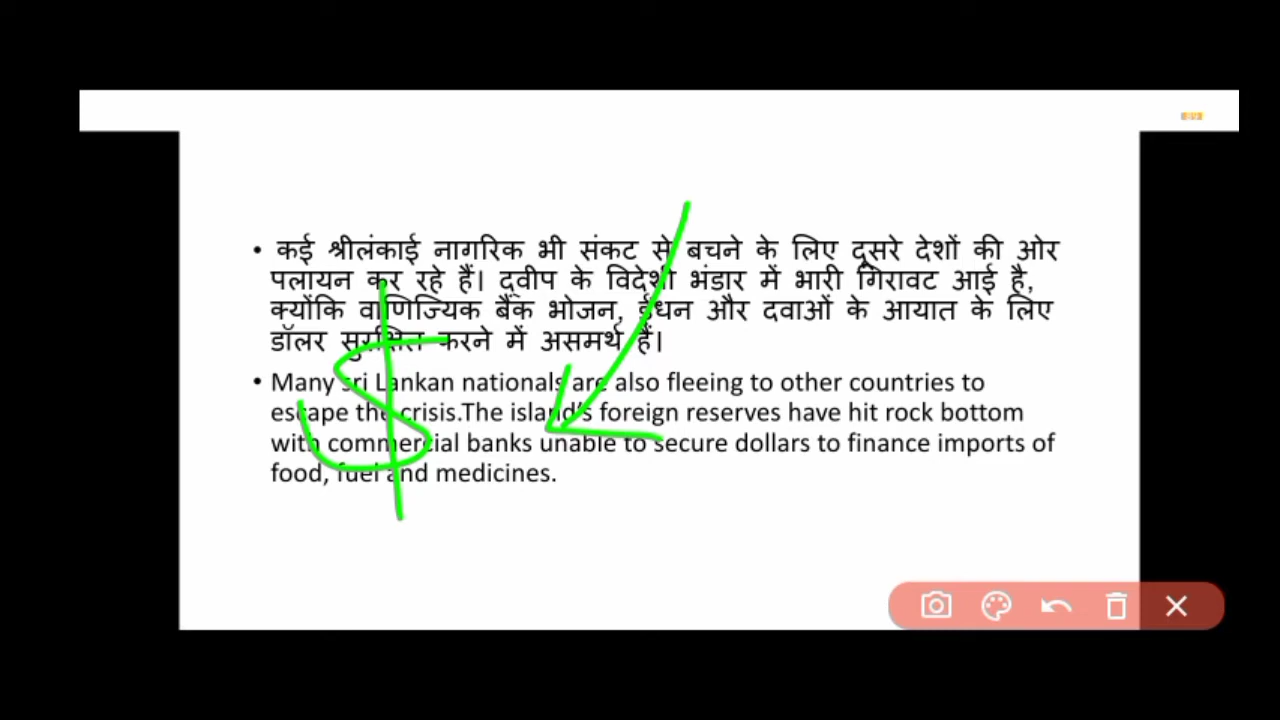 • कई श्रीलंकाई नागरिक भी संकट से बचने के लिए दूसरे देशों की ओर
पलायन कर रहे हैं। द्वीप के विदेशी भंडार में भारी गिरावट आई है,
क्योंकि वाणिज्यिक बैंक भोजन, ईंधन और दवाओं के आयात के लिए
डॉलर सुरक्षित करने में असमर्थ हैं।
• Many sri Lankan nationals are also fleeing to other countries to
escape the crisis.The island's foreign reserves have hit rock bottom
with commercial banks unable to secure dollars to finance imports of
food, fuel and medicines.
$